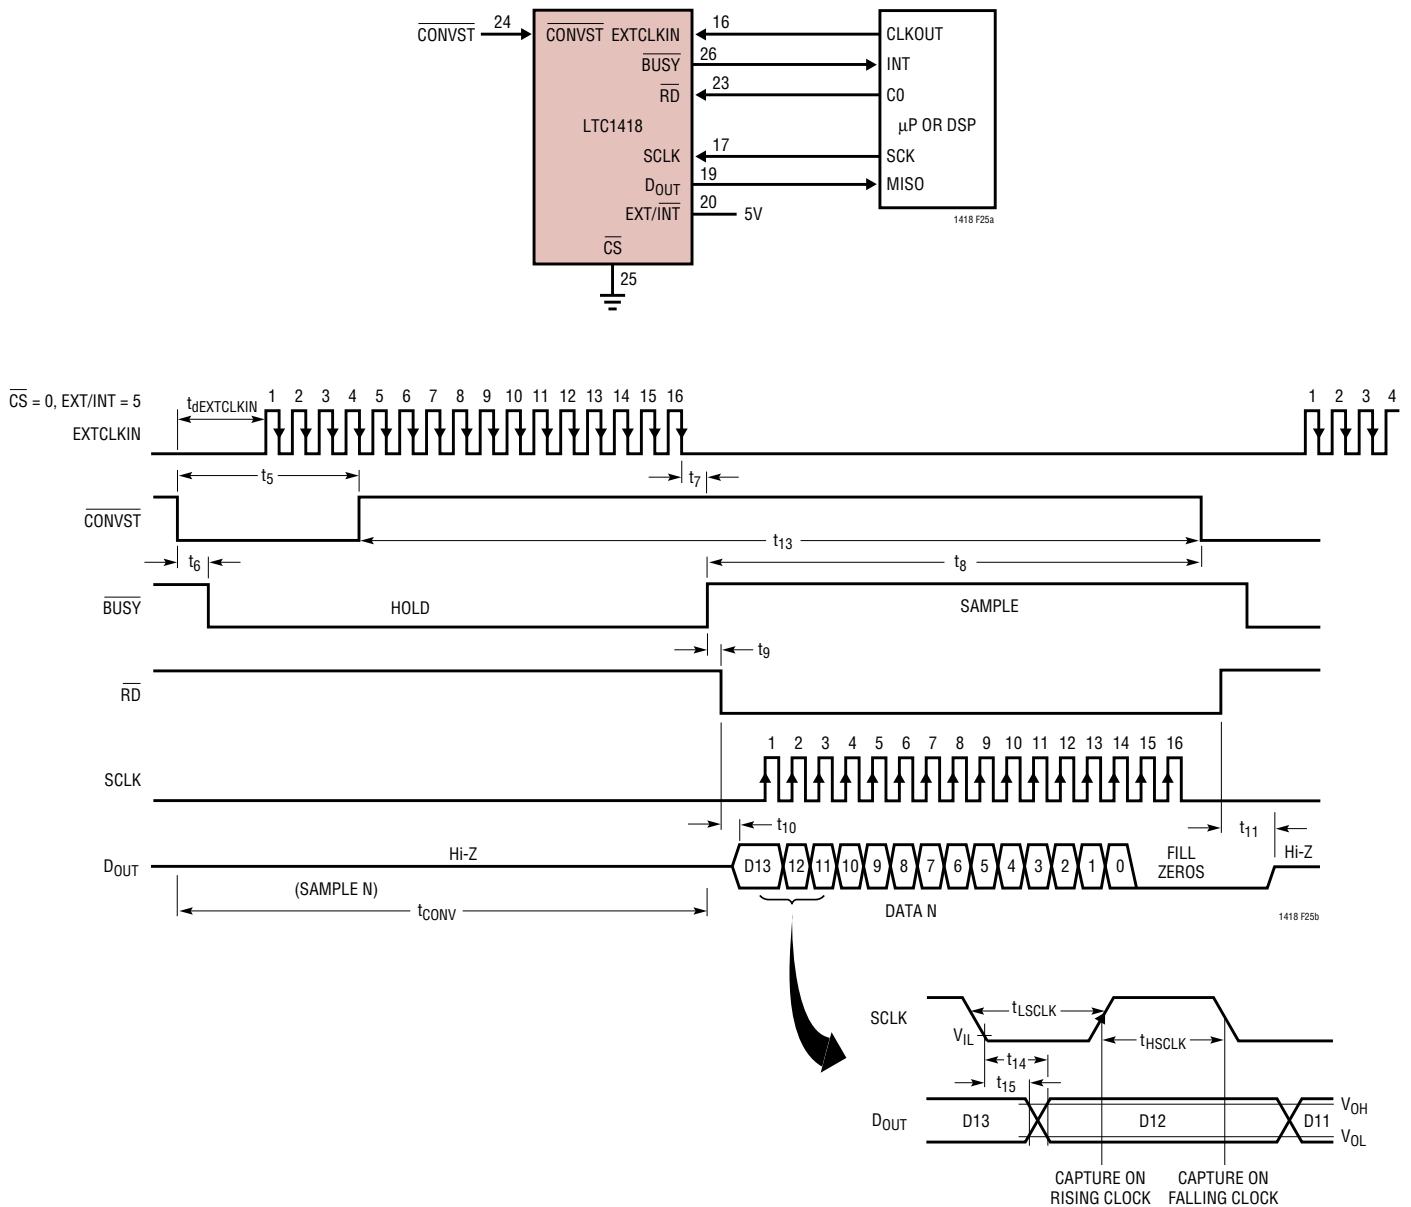 CONVST 24 CONVST EXTCLKIN 16 CLKOUT
BUSY 26 INT
RD 23 C0
LTC1418 µP OR DSP
SCLK 17 SCK
DOUT 19 MISO
EXT/INT 20 5V
CS
25
1418 F25a
CS = 0, EXT/INT = 5
tdEXTCLKIN
1 2 3 4 5 6 7 8 9 10 11 12 13 14 15 16 1 2 3 4
EXTCLKIN
t5 t7
CONVST
t13
t6 t8
BUSY HOLD SAMPLE
t9
RD
1 2 3 4 5 6 7 8 9 10 11 12 13 14 15 16
SCLK
t10 t11
DOUT Hi-Z D13 12 11 10 9 8 7 6 5 4 3 2 1 0 FILL ZEROS Hi-Z
(SAMPLE N)
tCONV DATA N
1418 F25b
SCLK tLSCLK
VIL tHSCLK
t14
t15
DOUT D13 D12 D11 VOH
VOL
CAPTURE ON RISING CLOCK
CAPTURE ON FALLING CLOCK